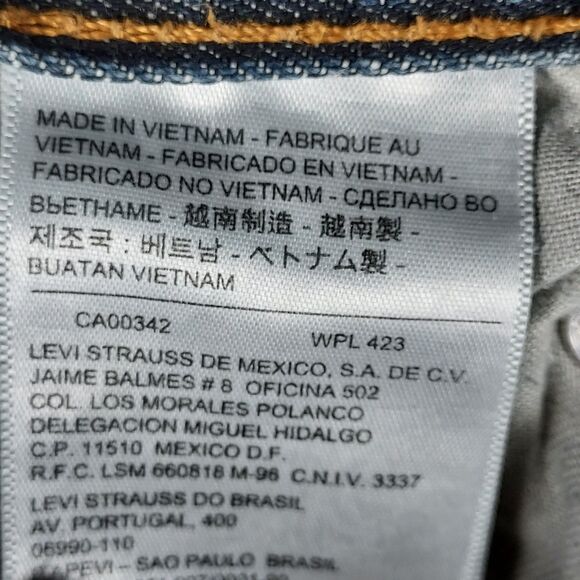 MADE IN VIETNAM - FABRIQUE AU
VIETNAM - FABRICADO EN VIETNAM -
FABRICADO NO VIETNAM - СДЕЛАНО ВО
ВЬЕТНАМЕ - 越南制造 - 越南製 -
제조국 : 베트남 - ベトナム製 -
BUATAN VIETNAM
CA00342 WPL 423
LEVI STRAUSS DE MEXICO, S.A. DE C.V.
JAIME BALMES # 8 OFICINA 502
COL. LOS MORALES POLANCO
DELEGACION MIGUEL HIDALGO
C.P. 11510 MEXICO D.F.
R.F.C. LSM 660818 M-96 C.N.I.V. 3337
LEVI STRAUSS DO BRASIL
AV. PORTUGAL, 400
06990-110
ITAPEVI – SAO PAULO BRASIL